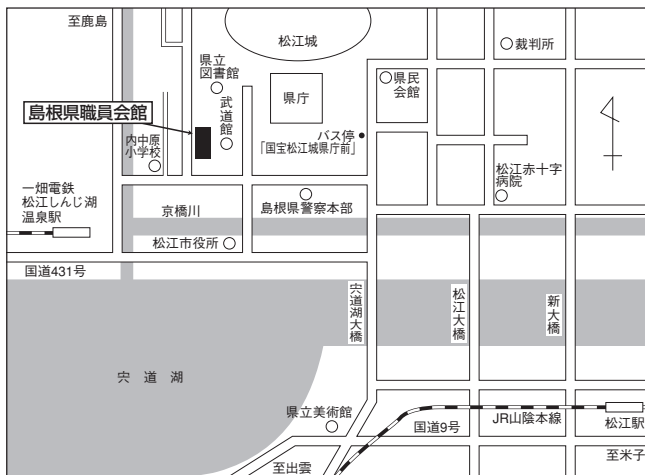 至鹿島
松江城
裁判所
県立
図書館
県民
会館
県庁
武道館
島根県職員会館
バス停
「国宝松江城県庁前」
内中原
小学校
松江赤十字
病院
一畑電鉄
松江しんじ湖
温泉駅
京橋川
島根県警察本部
松江市役所
国道431号
宍道湖大橋
松江大橋
新大橋
宍道湖
県立美術館
国道9号
JR山陰本線
松江駅
至出雲
至米子